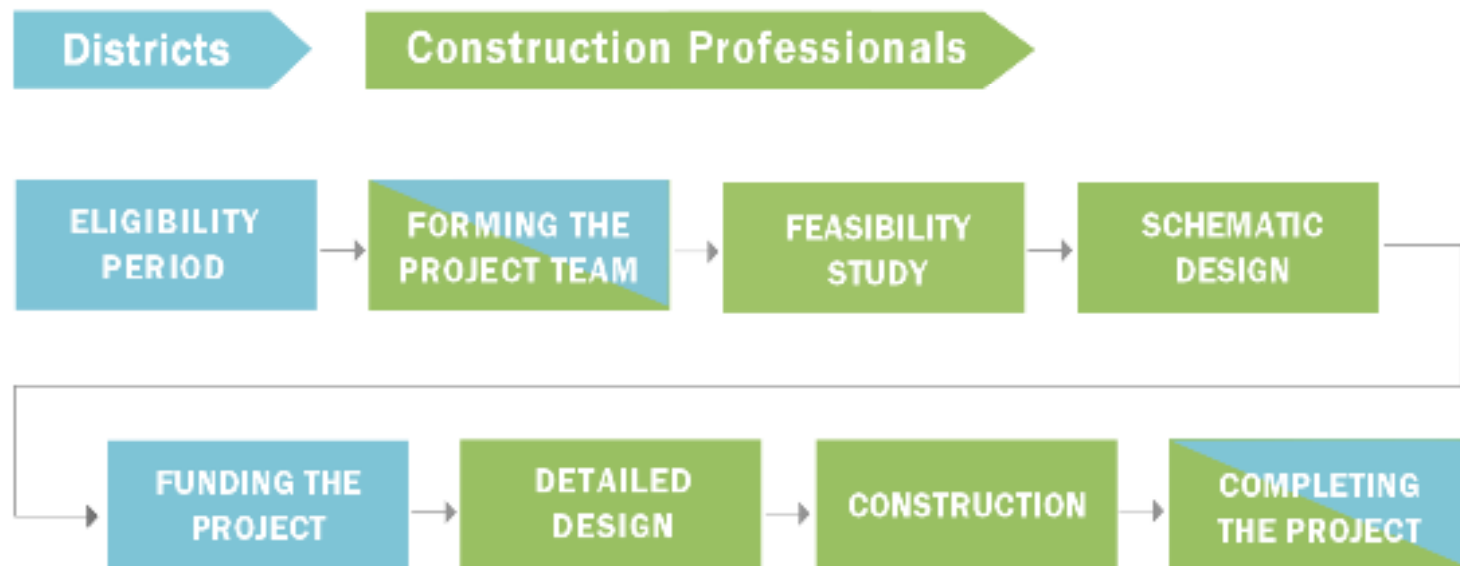 Districts
Construction Professionals
ELIGIBILITY
PERIOD
FORMING THE
PROJECT TEAM
FEASIBILITY
STUDY
SCHEMATIC
DESIGN
FUNDING THE
PROJECT
DETAILED
DESIGN
CONSTRUCTION
COMPLETING
THE PROJECT